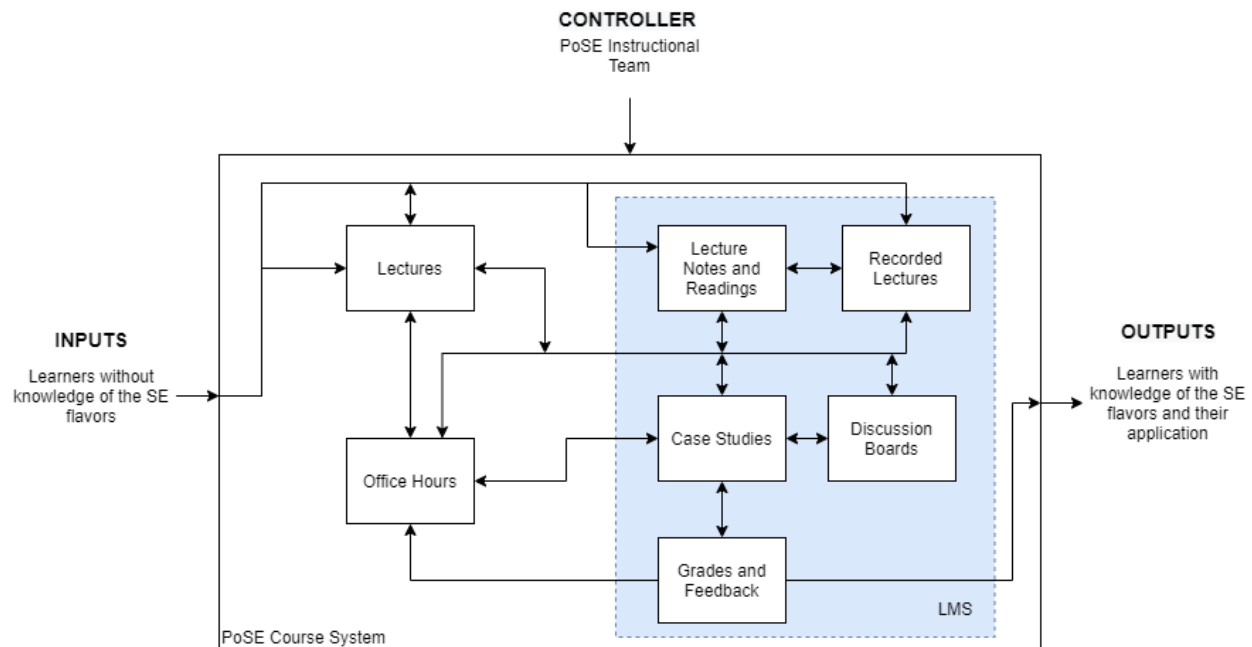 CONTROLLER
PoSE Instructional
Team
Lectures
Lecture
Notes and
Readings
Recorded
Lectures
INPUTS
Learners without
knowledge of the SE
flavors
OUTPUTS
Learners with
knowledge of the SE
flavors and their
application
Office Hours
Case Studies
Discussion
Boards
Grades and
Feedback
LMS
PoSE Course System